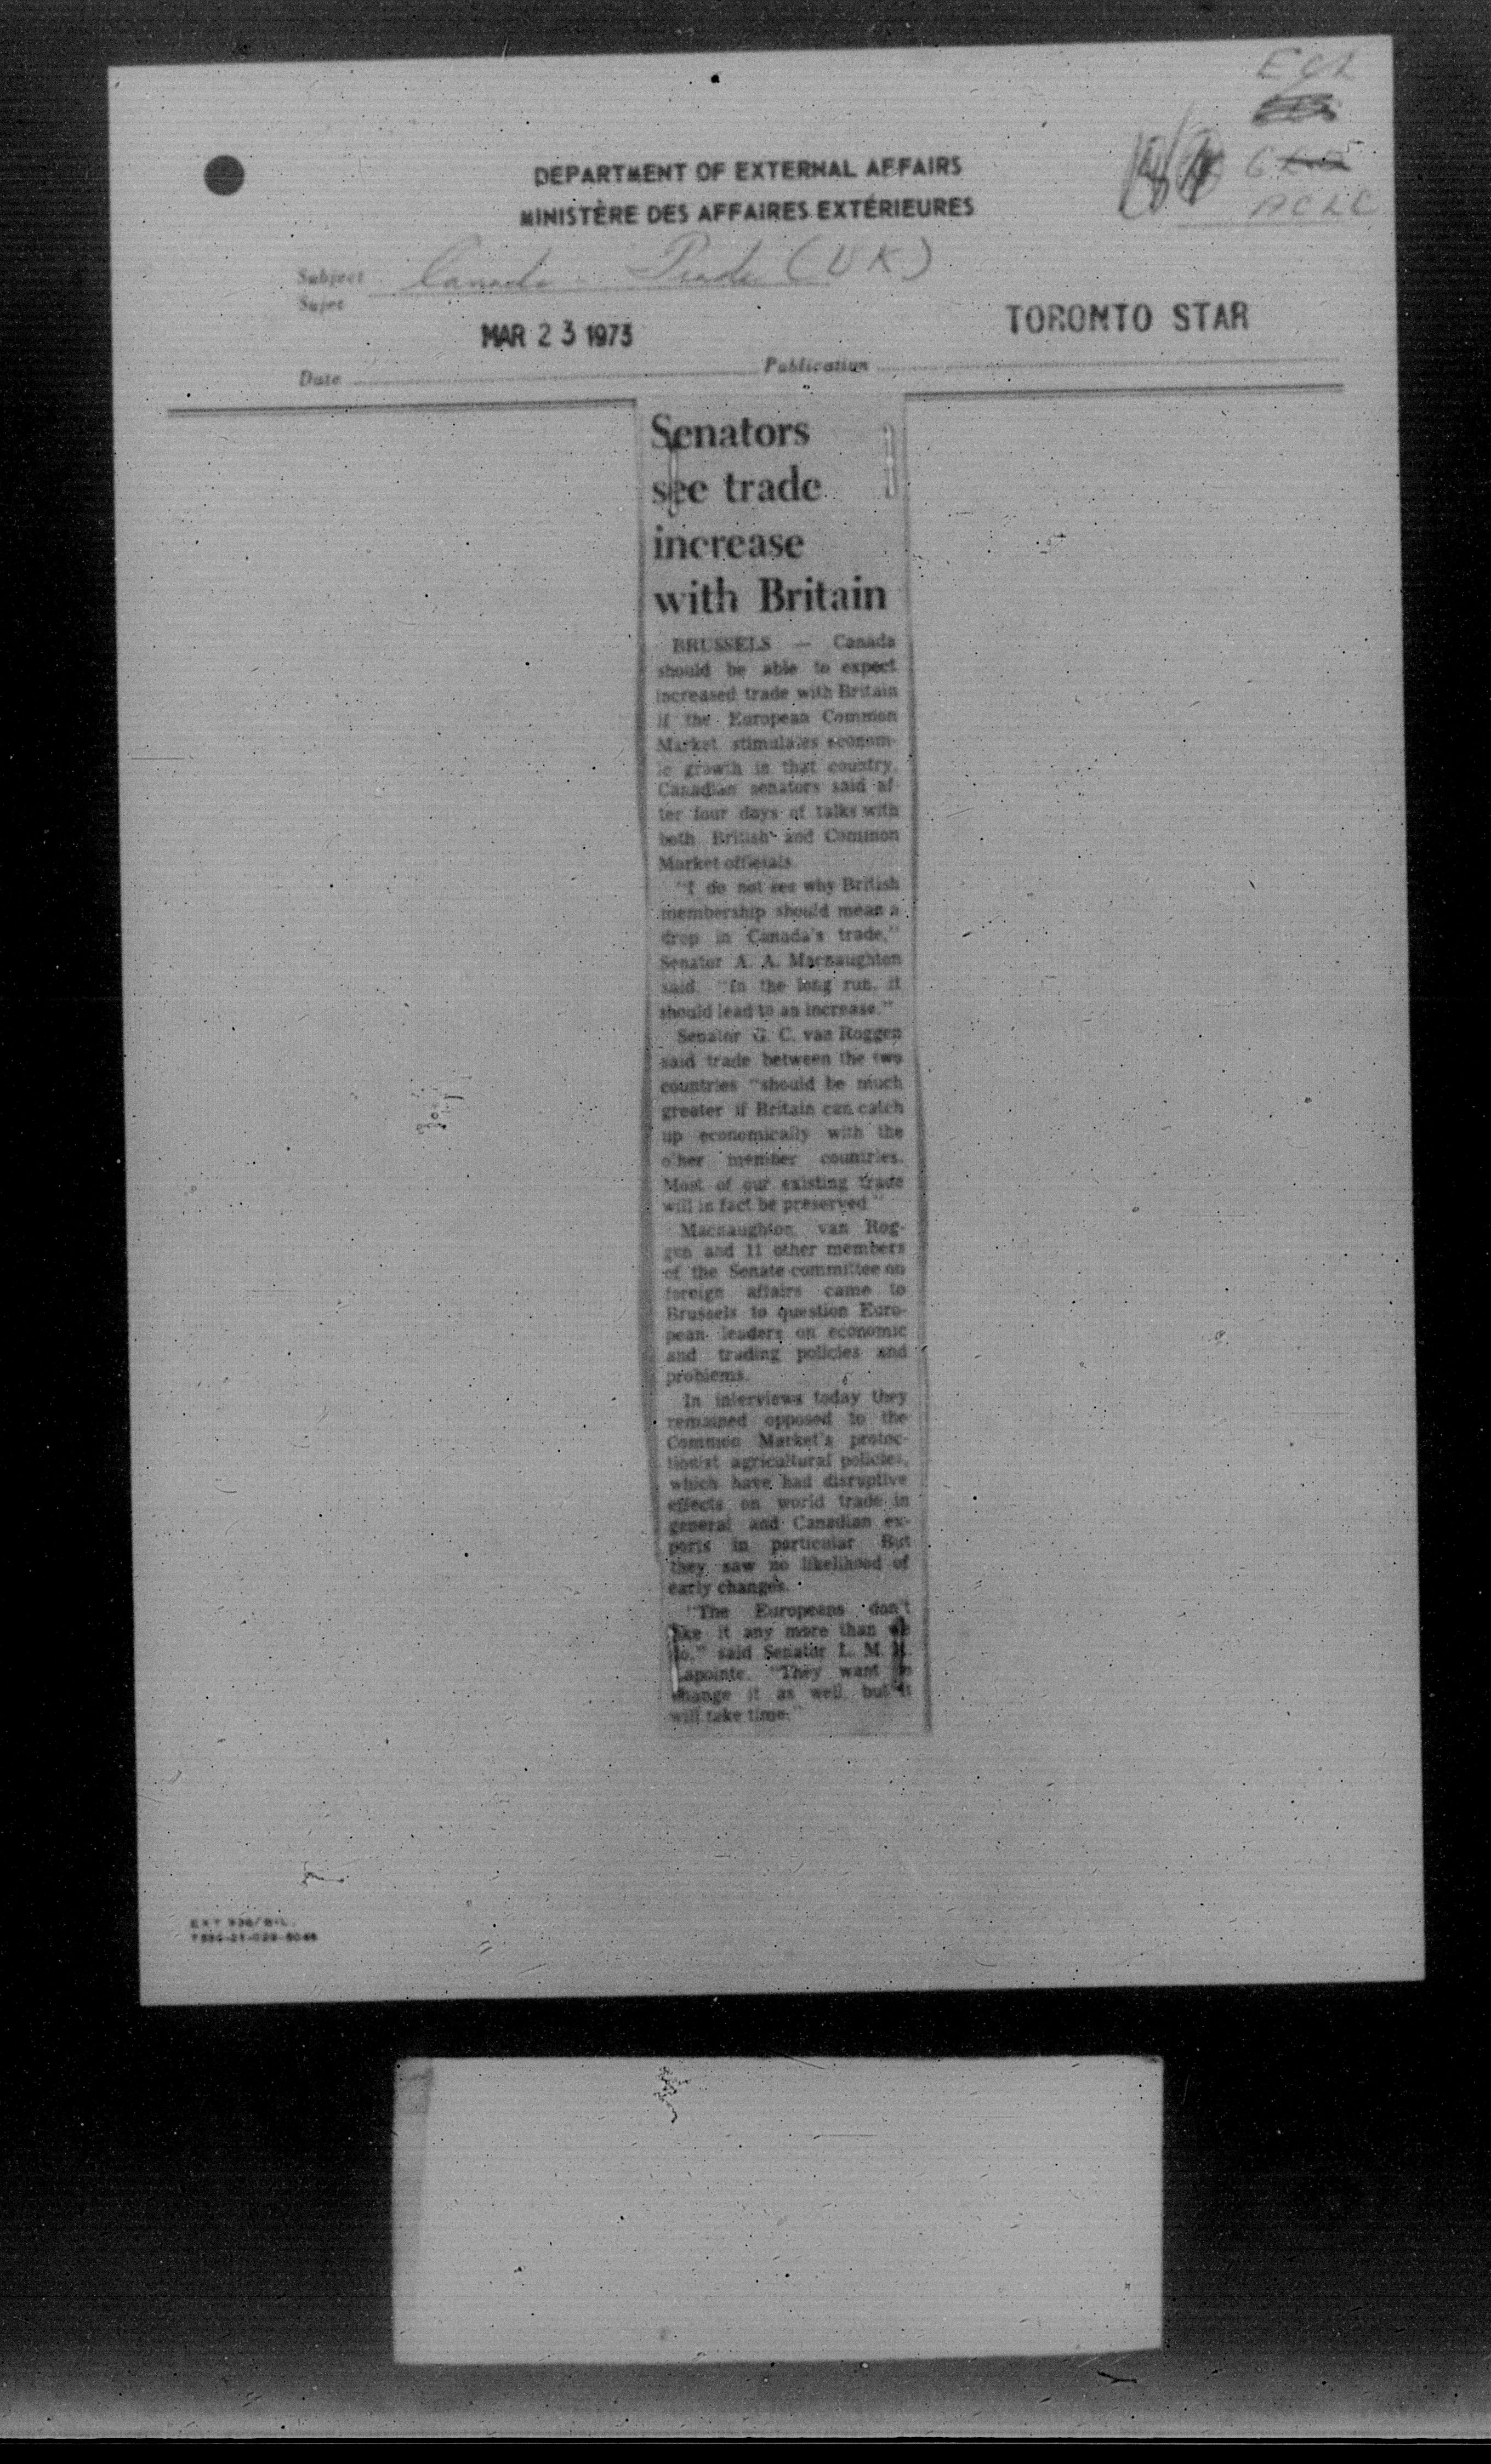 ECL
DEPARTMENT OF EXTERNAL AFFAIRS
MINISTÈRE DES AFFAIRES EXTÉRIEURES
ACLC
Subject Canada - Trade (UK)
Sujet
MAR 23 1973
TORONTO STAR
Date Publication
Senators
see trade
increase
with Britain
BRUSSELS — Canada
should be able to expect
increased trade with Britain
if the European Common
Market stimulates econom-
ic growth in that country,
Canadian senators said af-
ter four days of talks with
both British and Common
Market officials.
"I do not see why British
membership should mean a
drop in Canada's trade,"
Senator A. A. Macnaughton
said. "In the long run, it
should lead to an increase."
Senator G. C. van Roggen
said trade between the two
countries "should be much
greater if Britain can catch
up economically with the
other member countries.
Most of our existing trade
will in fact be preserved."
Macnaughton, van Rog-
gen and 11 other members
of the Senate committee on
foreign affairs came to
Brussels to question Euro-
pean leaders on economic
and trading policies and
problems.
In interviews today they
remained opposed to the
Common Market's protec-
tionist agricultural policies,
which have had disruptive
effects on world trade in
general and Canadian ex-
ports in particular. But
they saw no likelihood of
early changes.
"The Europeans don't
like it any more than we
do," said Senator L. M.
Lapointe. "They want to
change it as well, but it
will take time."